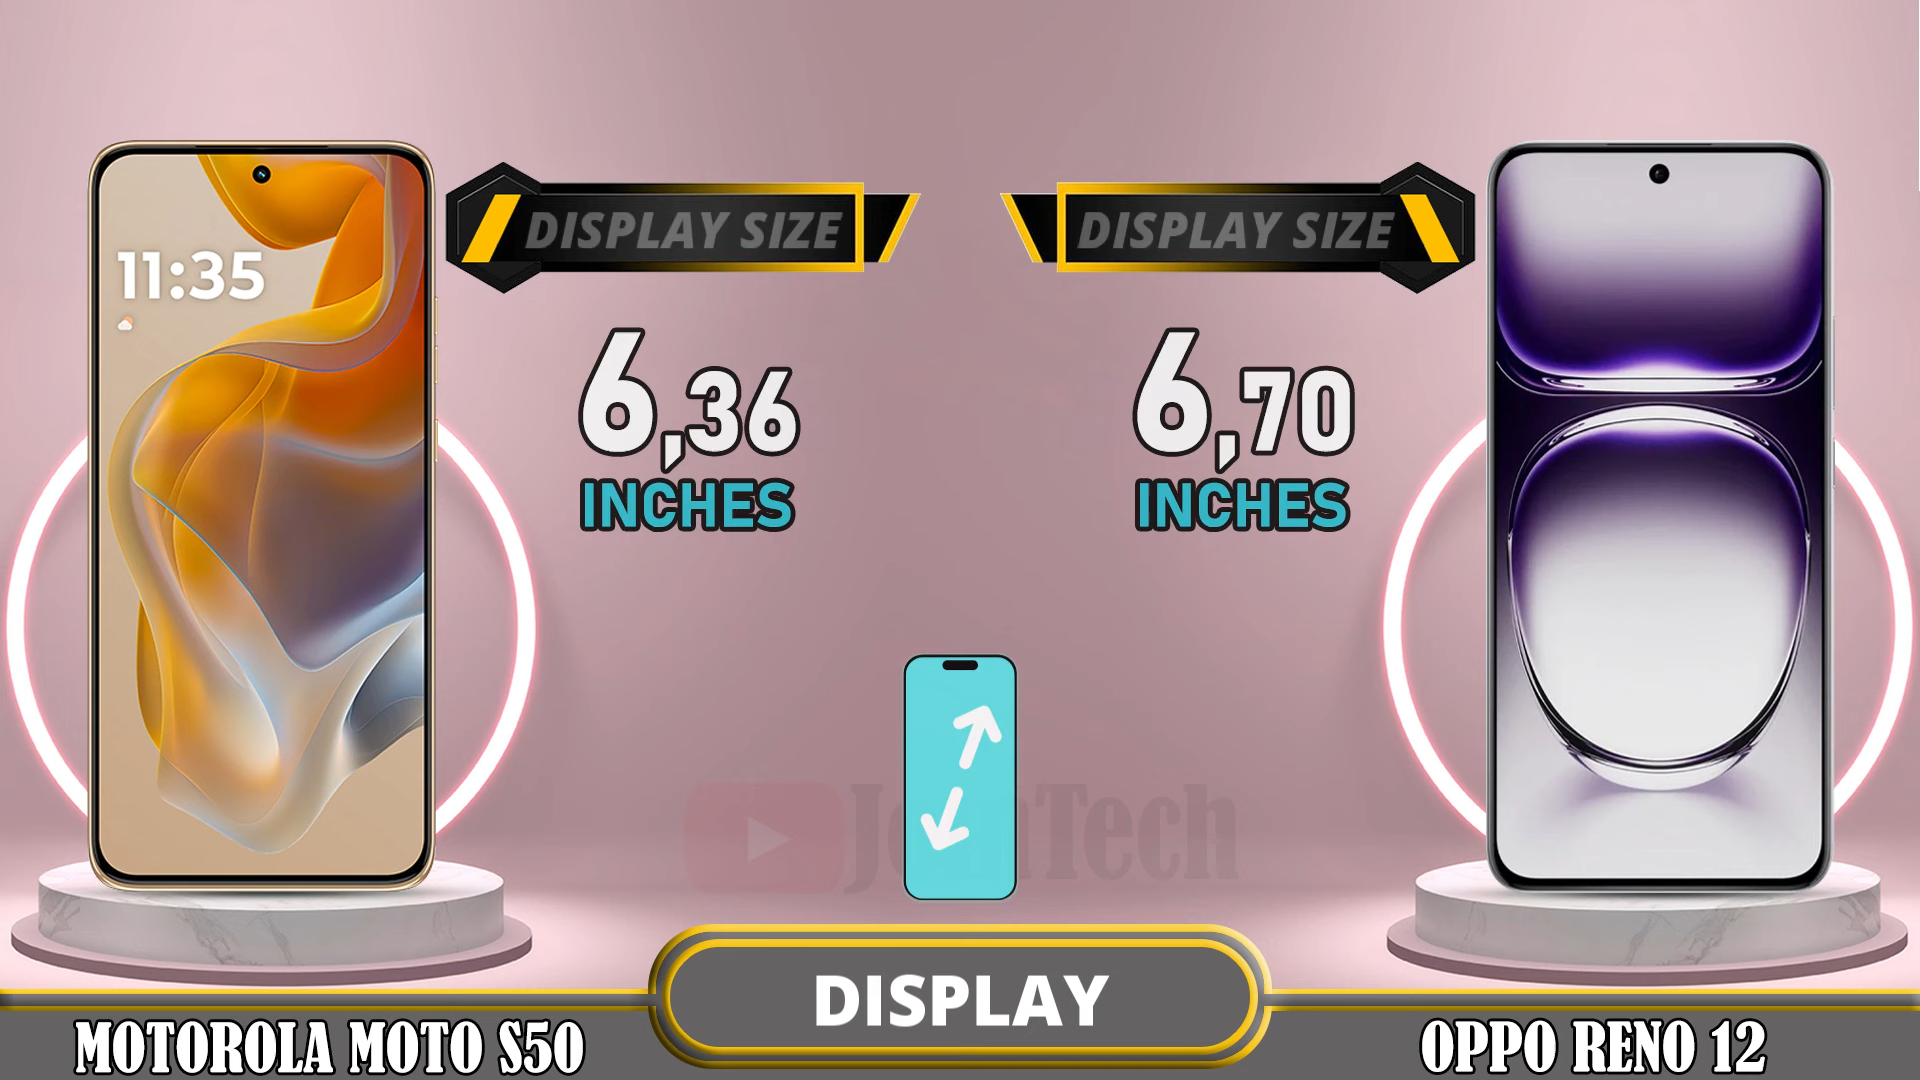 11:35
DISPLAY SIZE
DISPLAY SIZE
6,36
INCHES
6,70
INCHES
DISPLAY
MOTOROLA MOTO S50
OPPO RENO 12